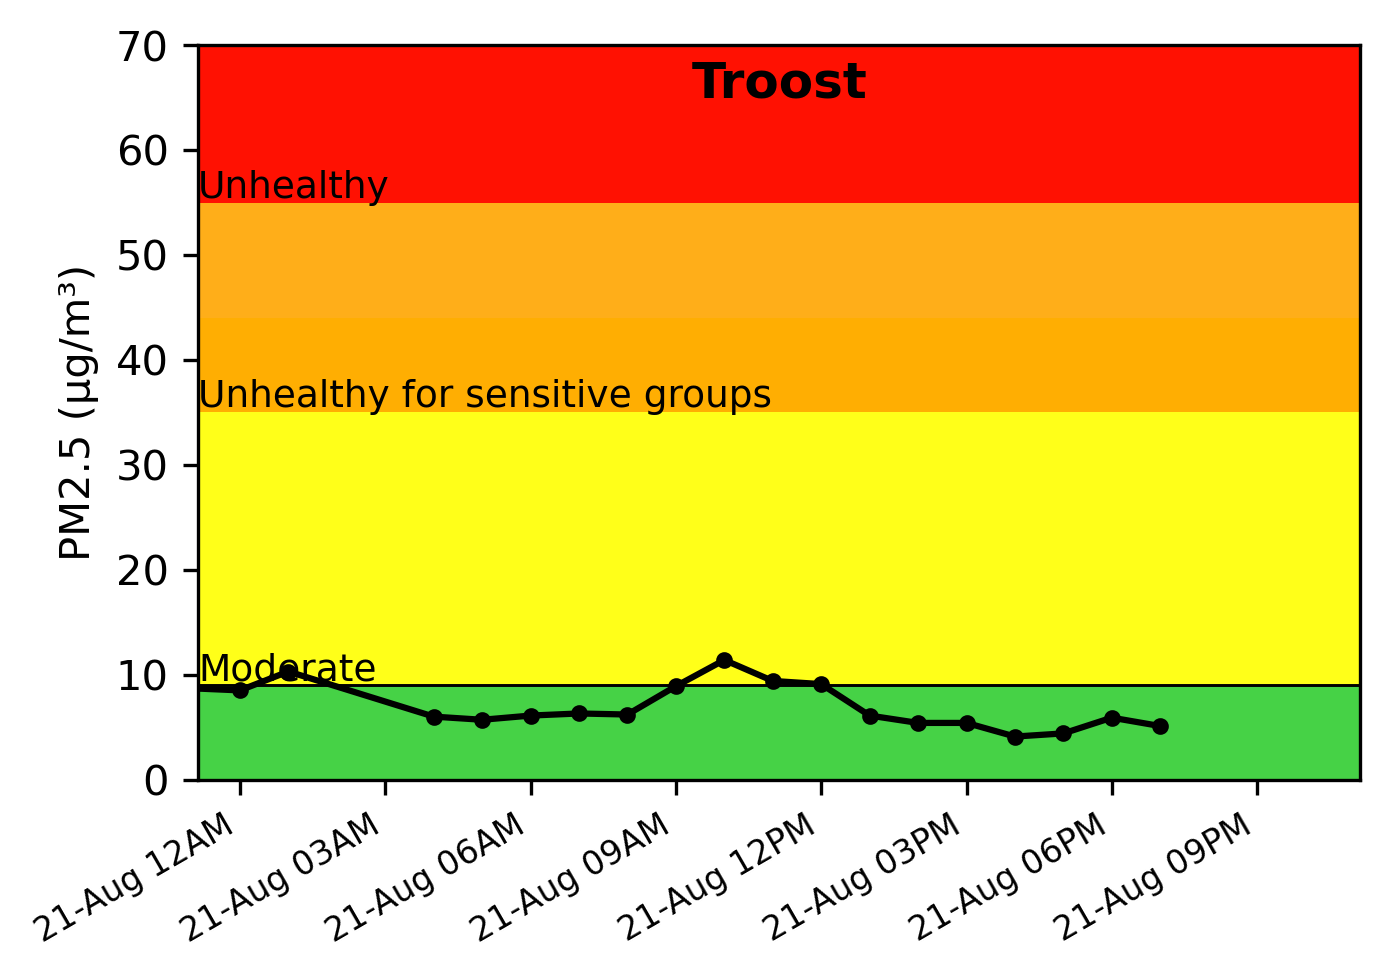 Troost
PM2.5 (µg/m³)
70
60
50
40
30
20
10
0
Unhealthy
Unhealthy for sensitive groups
Moderate
21-Aug 12AM
21-Aug 03AM
21-Aug 06AM
21-Aug 09AM
21-Aug 12PM
21-Aug 03PM
21-Aug 06PM
21-Aug 09PM